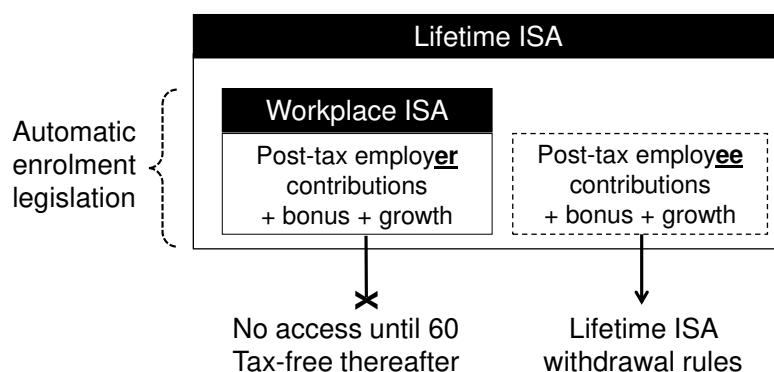 Lifetime ISA
Automatic
enrolment
legislation
Workplace ISA
Post-tax employer
contributions
+ bonus + growth
Post-tax employee
contributions
+ bonus + growth
No access until 60
Tax-free thereafter
Lifetime ISA
withdrawal rules